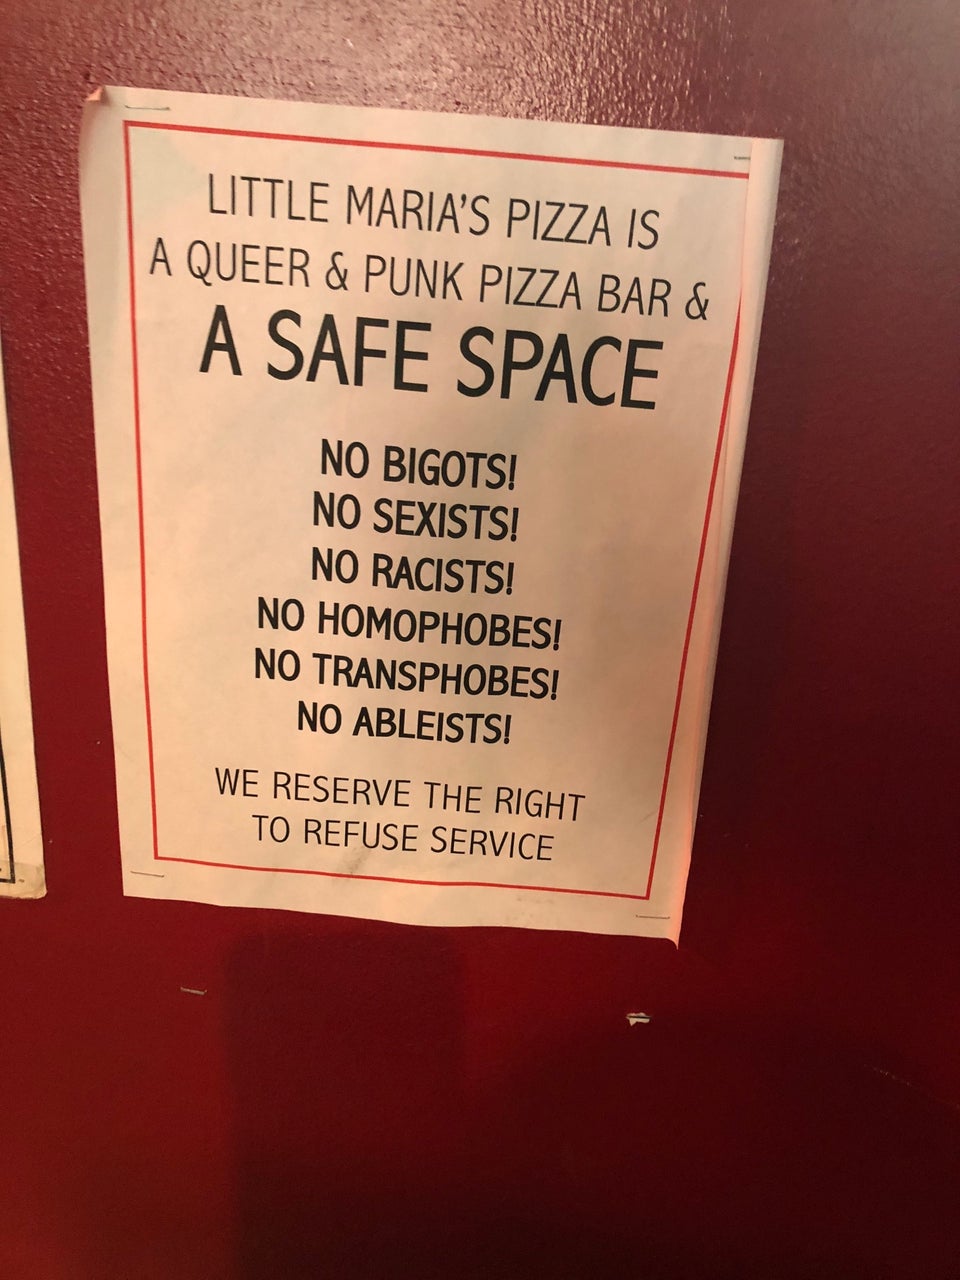 LITTLE MARIA'S PIZZA IS
A QUEER & PUNK PIZZA BAR &
A SAFE SPACE
NO BIGOTS!
NO SEXISTS!
NO RACISTS!
NO HOMOPHOBES!
NO TRANSPHOBES!
NO ABLEISTS!
WE RESERVE THE RIGHT
TO REFUSE SERVICE